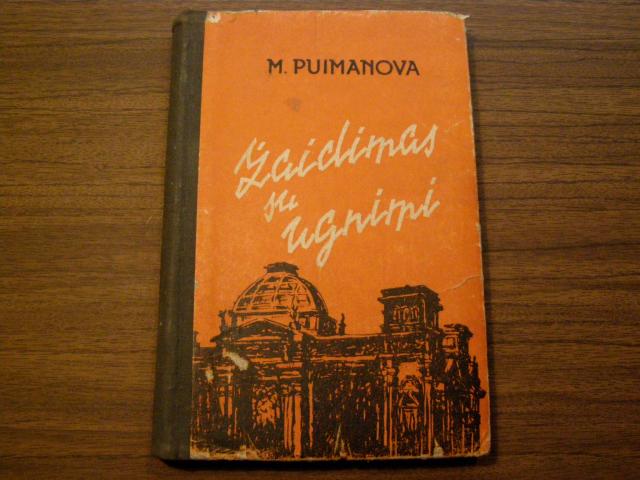 M. PUIMANOVA
Žaidimas
su
ugnimi